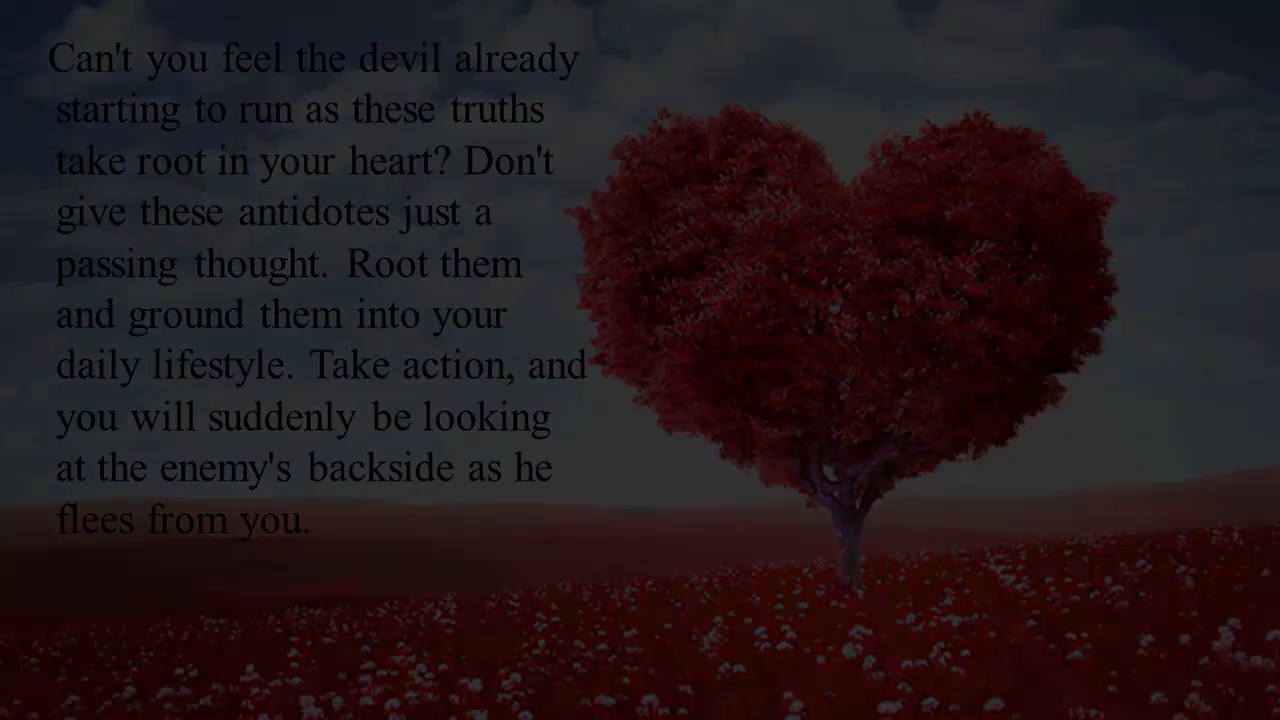 Can't you feel the devil already
starting to run as these truths
take root in your heart? Don't
give these antidotes just a
passing thought. Root them
and ground them into your
daily lifestyle. Take action, and
you will suddenly be looking
at the enemy's backside as he
flees from you.